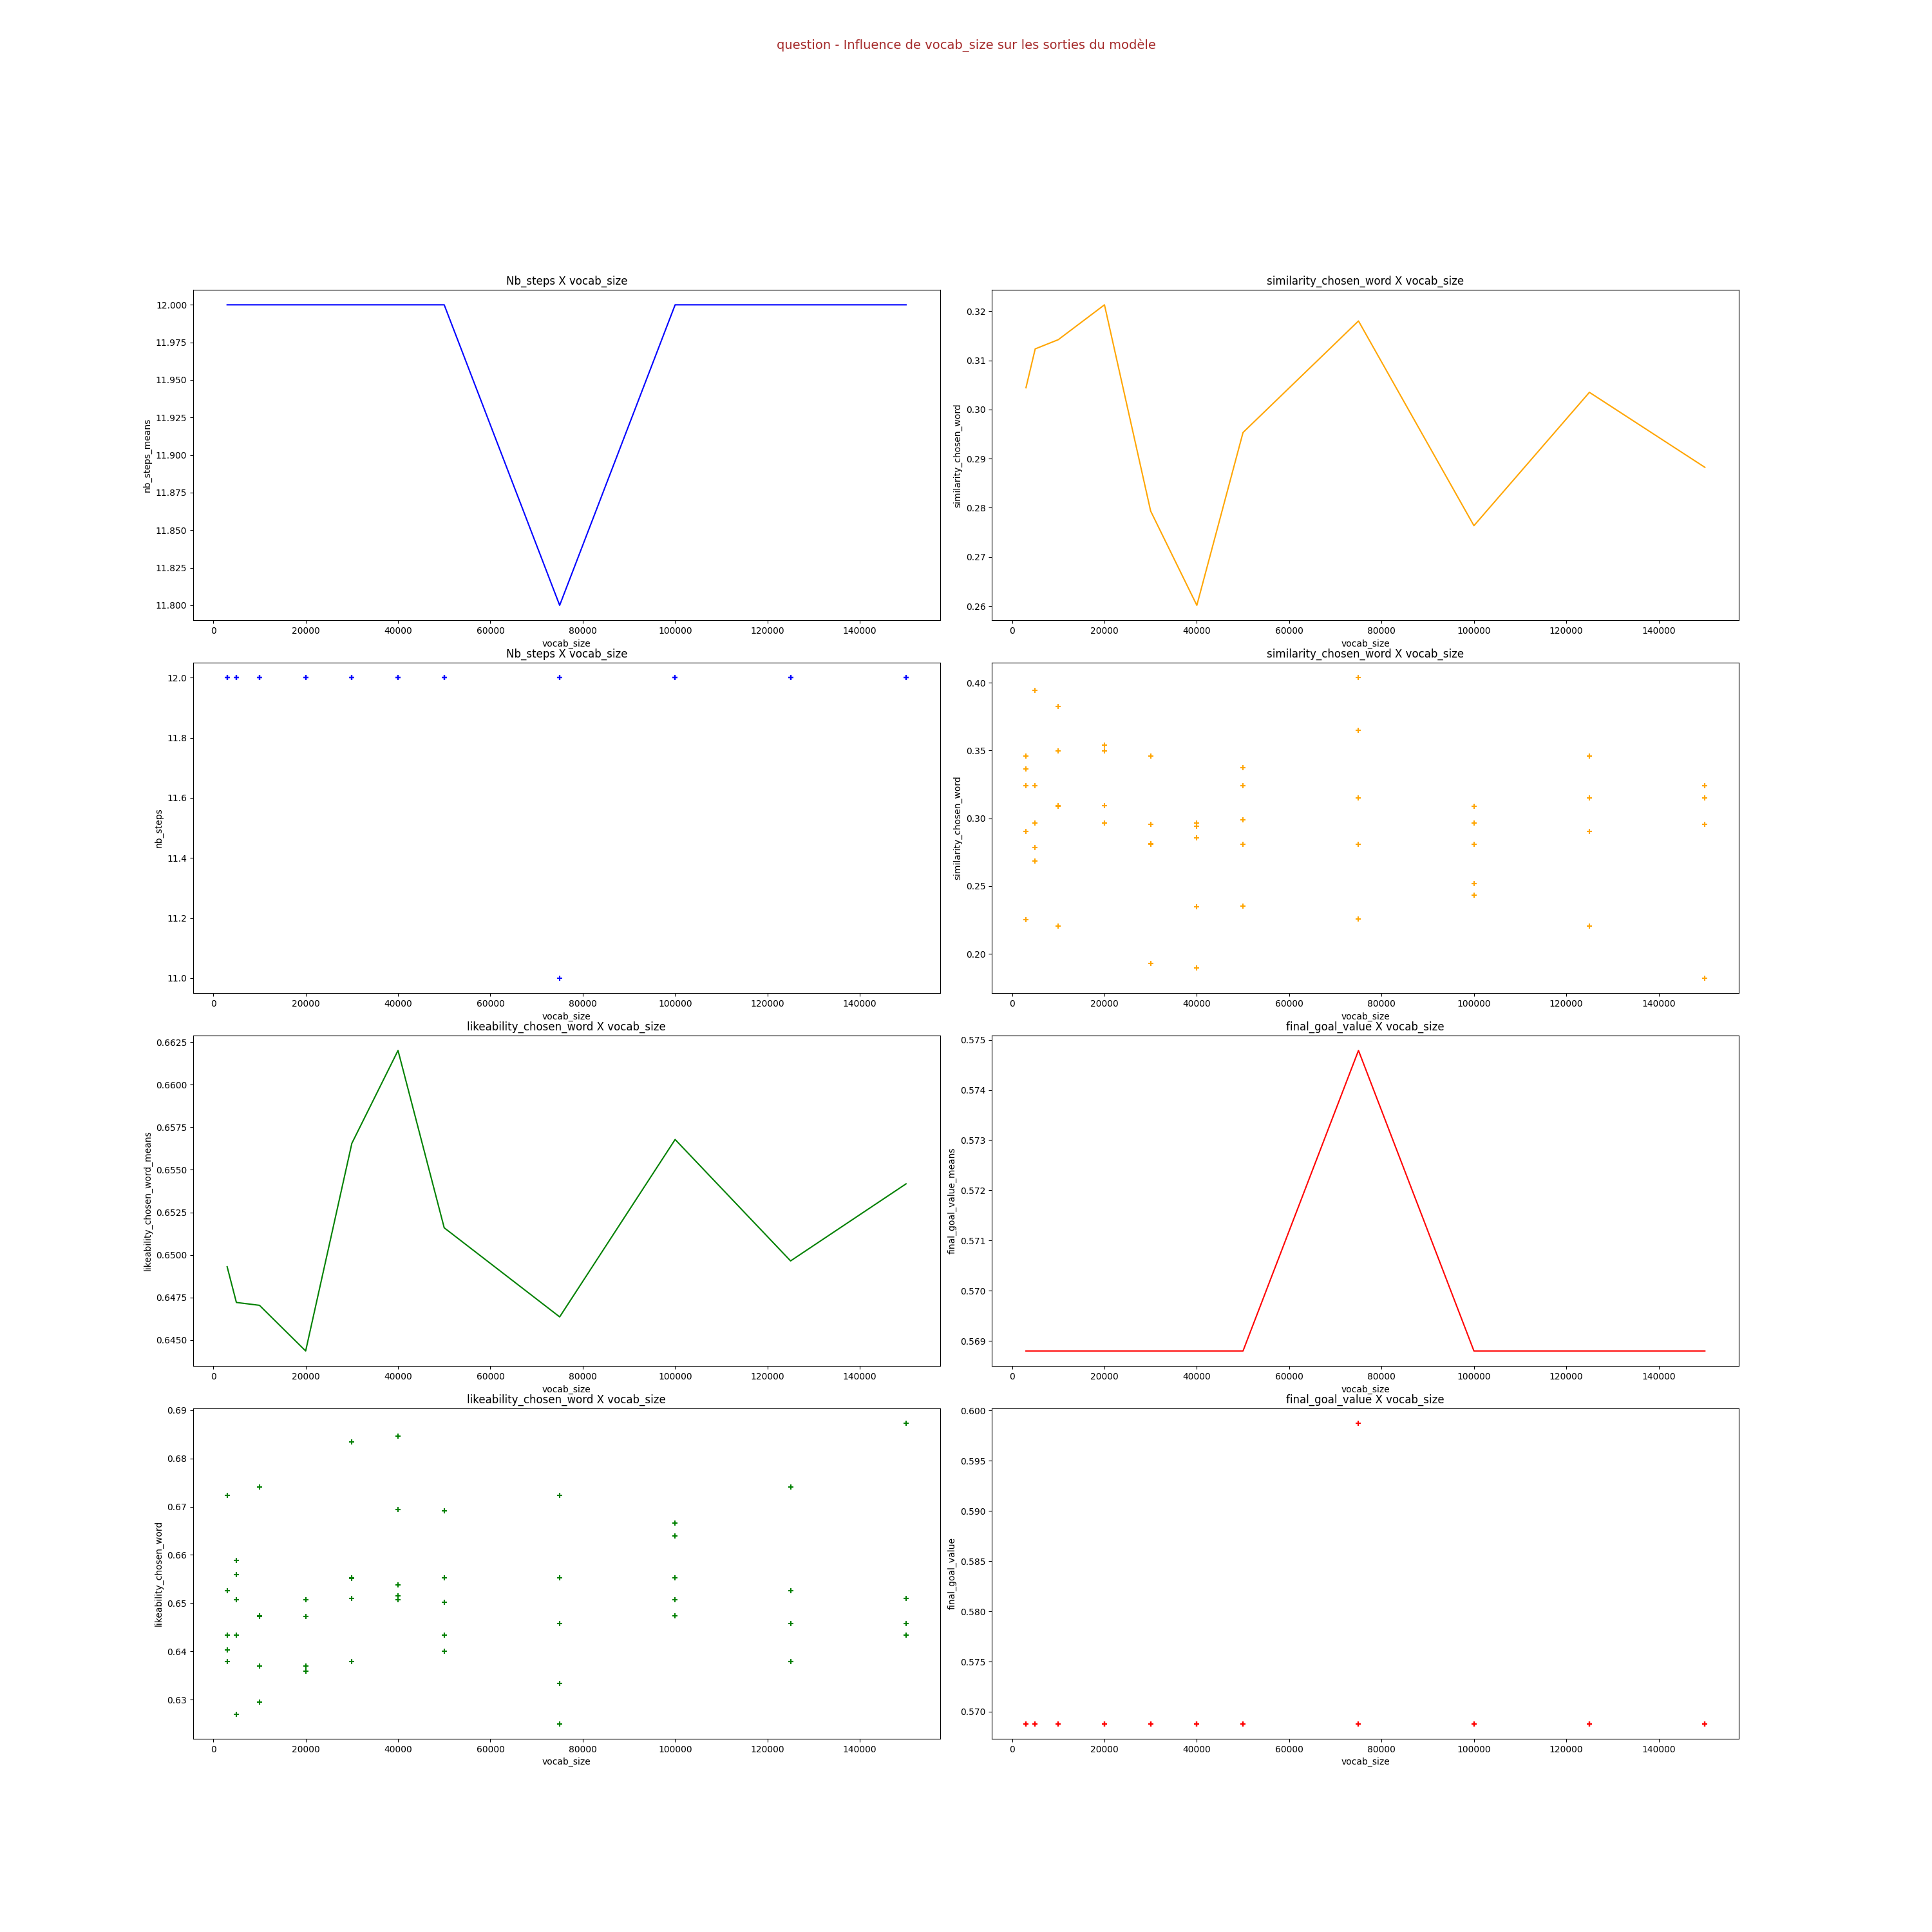 question - Influence de vocab_size sur les sorties du modèle
Nb_steps X vocab_size
nb_steps_means
12.000
11.975
11.950
11.925
11.900
11.875
11.850
11.825
11.800
0 20000 40000 60000 80000 100000 120000 140000
vocab_size
similarity_chosen_word X vocab_size
similarity_chosen_word
0.32
0.31
0.30
0.29
0.28
0.27
0.26
0 20000 40000 60000 80000 100000 120000 140000
vocab_size
Nb_steps X vocab_size
nb_steps
12.0
11.8
11.6
11.4
11.2
11.0
0 20000 40000 60000 80000 100000 120000 140000
vocab_size
similarity_chosen_word X vocab_size
similarity_chosen_word
0.40
0.35
0.30
0.25
0.20
0 20000 40000 60000 80000 100000 120000 140000
vocab_size
likeability_chosen_word X vocab_size
likeability_chosen_word_means
0.6625
0.6600
0.6575
0.6550
0.6525
0.6500
0.6475
0.6450
0 20000 40000 60000 80000 100000 120000 140000
vocab_size
final_goal_value X vocab_size
final_goal_value_means
0.575
0.574
0.573
0.572
0.571
0.570
0.569
0 20000 40000 60000 80000 100000 120000 140000
vocab_size
likeability_chosen_word X vocab_size
likeability_chosen_word
0.69
0.68
0.67
0.66
0.65
0.64
0.63
0 20000 40000 60000 80000 100000 120000 140000
vocab_size
final_goal_value X vocab_size
final_goal_value
0.600
0.595
0.590
0.585
0.580
0.575
0.570
0 20000 40000 60000 80000 100000 120000 140000
vocab_size